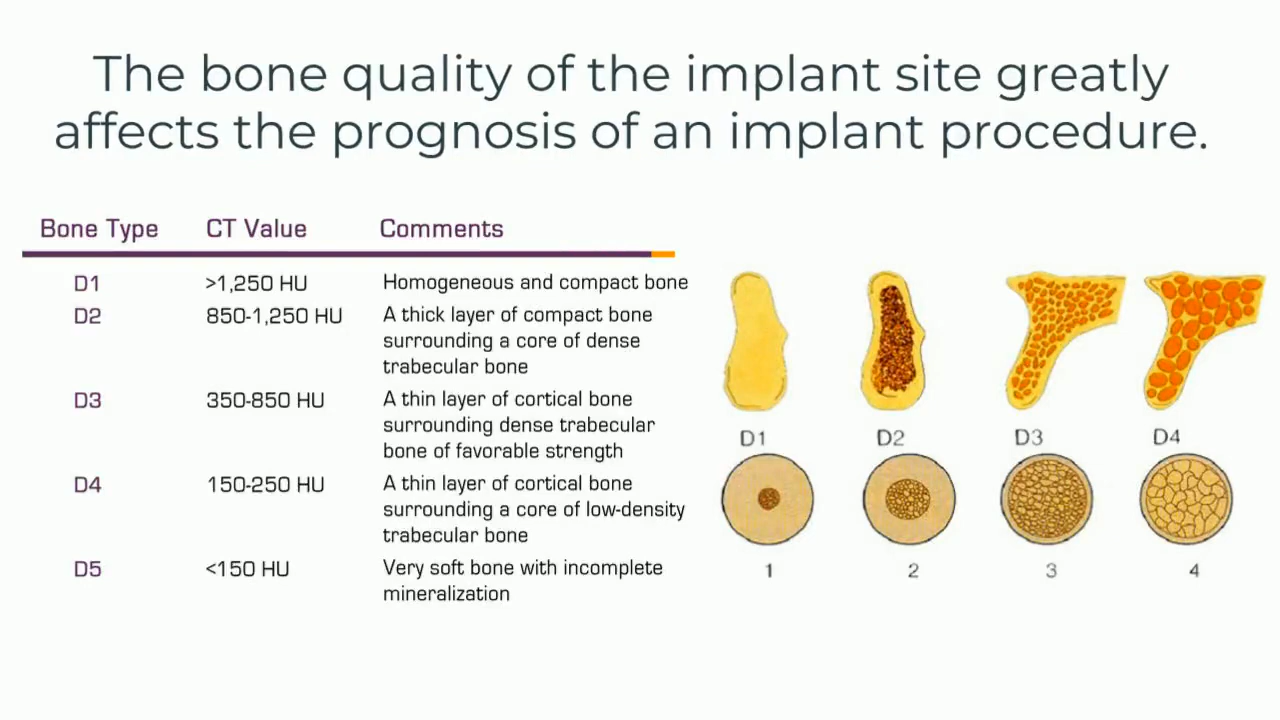 The bone quality of the implant site greatly
affects the prognosis of an implant procedure.
Bone Type CT Value Comments
D1 >1,250 HU Homogeneous and compact bone
D2 850-1,250 HU A thick layer of compact bone
surrounding a core of dense
trabecular bone
D3 350-850 HU A thin layer of cortical bone
surrounding dense trabecular
bone of favorable strength
D4 150-250 HU A thin layer of cortical bone
surrounding a core of low-density
trabecular bone
D5 <150 HU Very soft bone with incomplete
mineralization
D1 D2 D3 D4
1 2 3 4